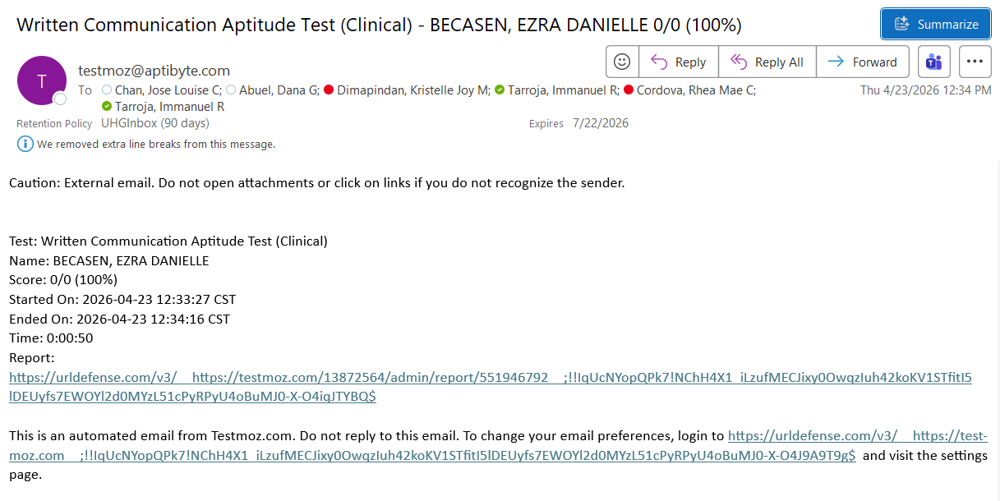 Written Communication Aptitude Test (Clinical) - BECASEN, EZRA DANIELLE 0/0 (100%)
Summarize
T
testmoz@aptibyte.com
Reply
Reply All
Forward
To Chan, Jose Louise C; Abuel, Dana G; Dimapindan, Kristelle Joy M; Tarroja, Immanuel R; Cordova, Rhea Mae C;
Thu 4/23/2026 12:34 PM
Tarroja, Immanuel R
Retention Policy UHGInbox (90 days)
Expires 7/22/2026
We removed extra line breaks from this message.
Caution: External email. Do not open attachments or click on links if you do not recognize the sender.
Test: Written Communication Aptitude Test (Clinical)
Name: BECASEN, EZRA DANIELLE
Score: 0/0 (100%)
Started On: 2026-04-23 12:33:27 CST
Ended On: 2026-04-23 12:34:16 CST
Time: 0:00:50
Report:
https://urldefense.com/v3/__https://testmoz.com/13872564/admin/report/551946792__;!!IqUcNYopQPk7!NChH4X1_iLzufMECJixy0OwqzIuh42koKV1STfitI5
lDEUyfs7EWOYl2d0MYzL51cPyRPyU4oBuMJ0-X-O4iqJTYBQ$
This is an automated email from Testmoz.com. Do not reply to this email. To change your email preferences, login to https://urldefense.com/v3/__https://test-
moz.com__;!!IqUcNYopQPk7!NChH4X1_iLzufMECJixy0OwqzIuh42koKV1STfitI5lDEUyfs7EWOYl2d0MYzL51cPyRPyU4oBuMJ0-X-O4J9A9T9g$ and visit the settings
page.